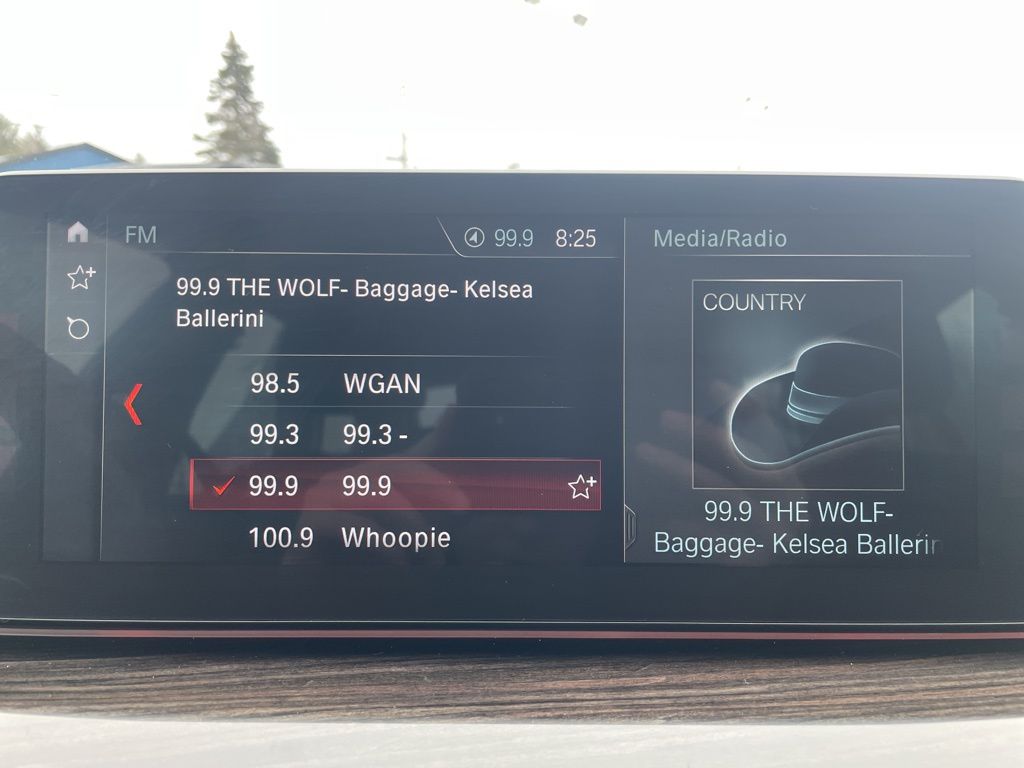 FM
99.9 8:25
Media/Radio
99.9 THE WOLF- Baggage- Kelsea
Ballerini
98.5 WGAN
99.3 99.3 -
99.9 99.9
100.9 Whoopie
COUNTRY
99.9 THE WOLF-
Baggage- Kelsea Ballerin